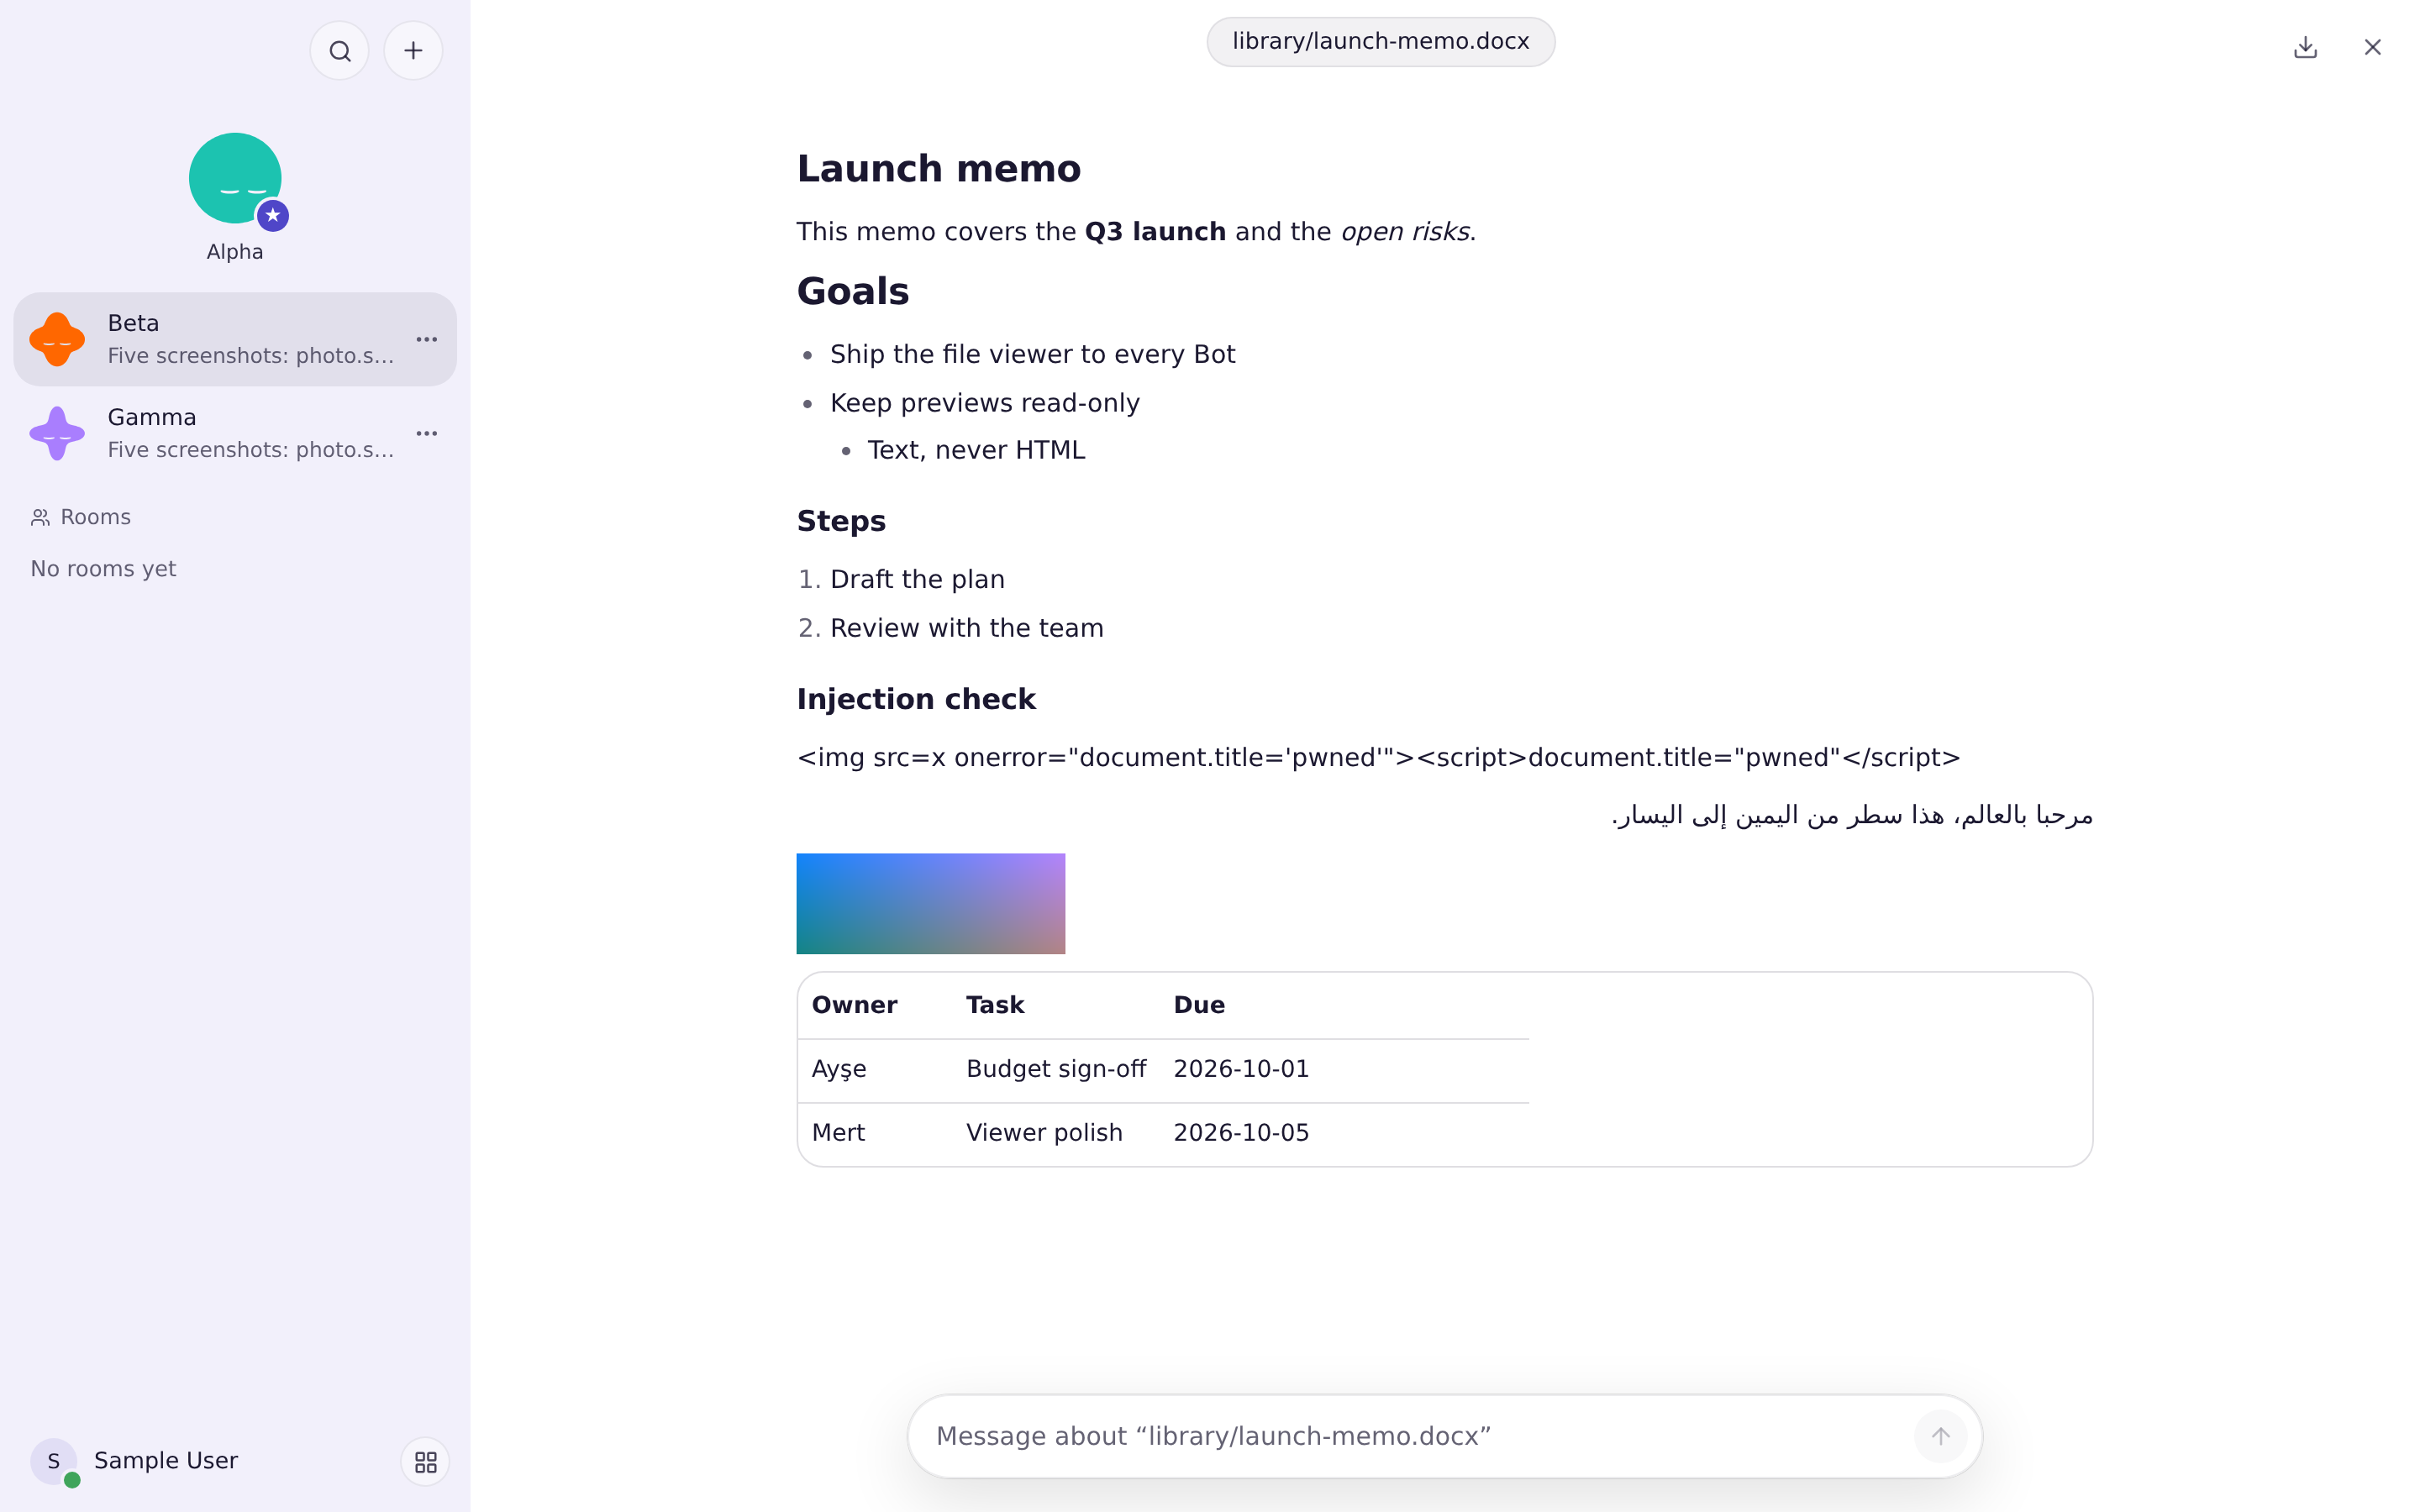 library/launch-memo.docx
Alpha
Beta
Five screenshots: photo.s...
Gamma
Five screenshots: photo.s...
Rooms
No rooms yet
S
Sample User
Launch memo
This memo covers the Q3 launch and the open risks.
Goals
• Ship the file viewer to every Bot
• Keep previews read-only
• Text, never HTML
Steps
1. Draft the plan
2. Review with the team
Injection check
<img src=x onerror="document.title='pwned'"><script>document.title="pwned"</script>
مرحبا بالعالم، هذا سطر من اليمين إلى اليسار.
Owner Task Due
Ayşe Budget sign-off 2026-10-01
Mert Viewer polish 2026-10-05
Message about “library/launch-memo.docx”